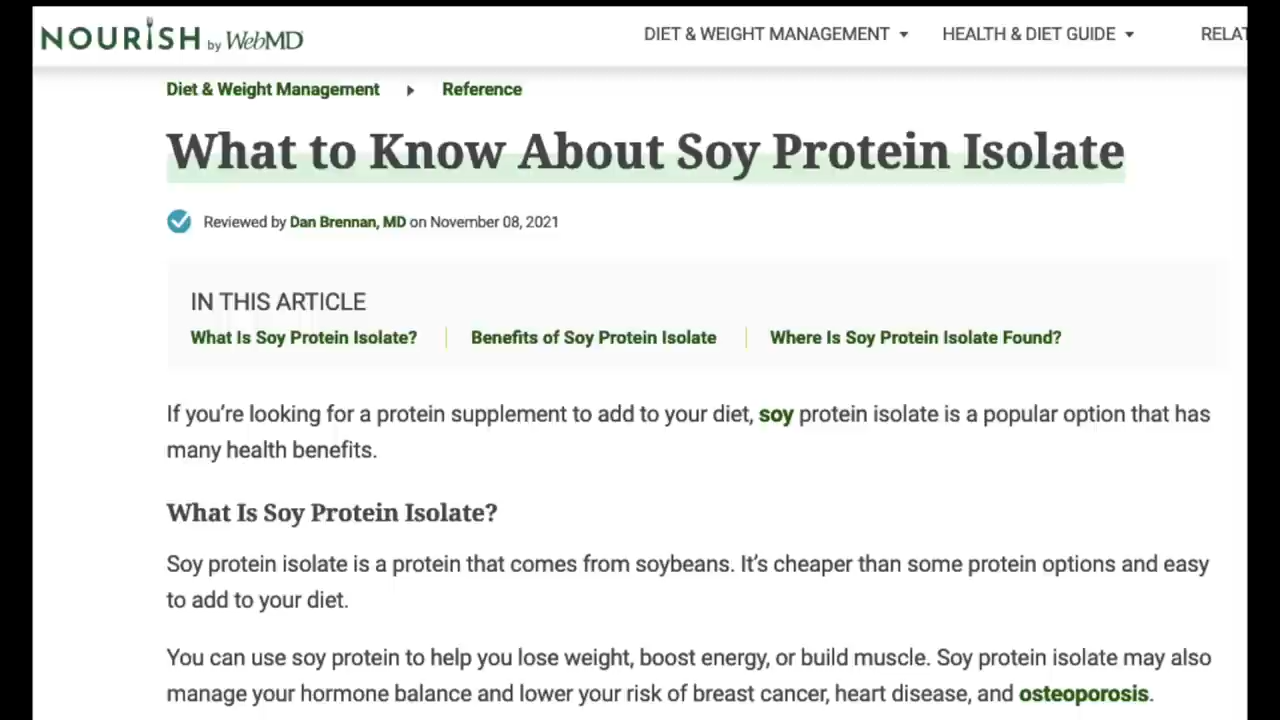 NOURISH by WebMD
DIET & WEIGHT MANAGEMENT
HEALTH & DIET GUIDE
RELAT
Diet & Weight Management
Reference
What to Know About Soy Protein Isolate
Reviewed by Dan Brennan, MD on November 08, 2021
IN THIS ARTICLE
What Is Soy Protein Isolate?
Benefits of Soy Protein Isolate
Where Is Soy Protein Isolate Found?
If you’re looking for a protein supplement to add to your diet, soy protein isolate is a popular option that has
many health benefits.
What Is Soy Protein Isolate?
Soy protein isolate is a protein that comes from soybeans. It’s cheaper than some protein options and easy
to add to your diet.
You can use soy protein to help you lose weight, boost energy, or build muscle. Soy protein isolate may also
manage your hormone balance and lower your risk of breast cancer, heart disease, and osteoporosis.